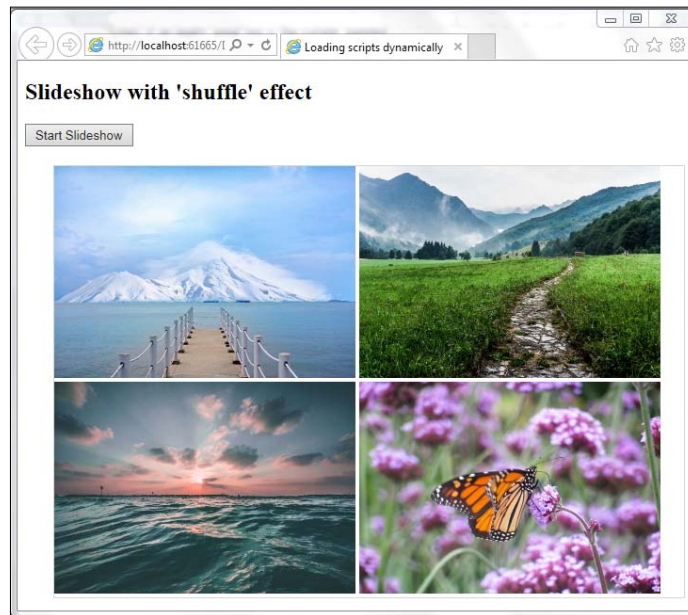 http://localhost:61665/
Loading scripts dynamically
Slideshow with 'shuffle' effect
Start Slideshow